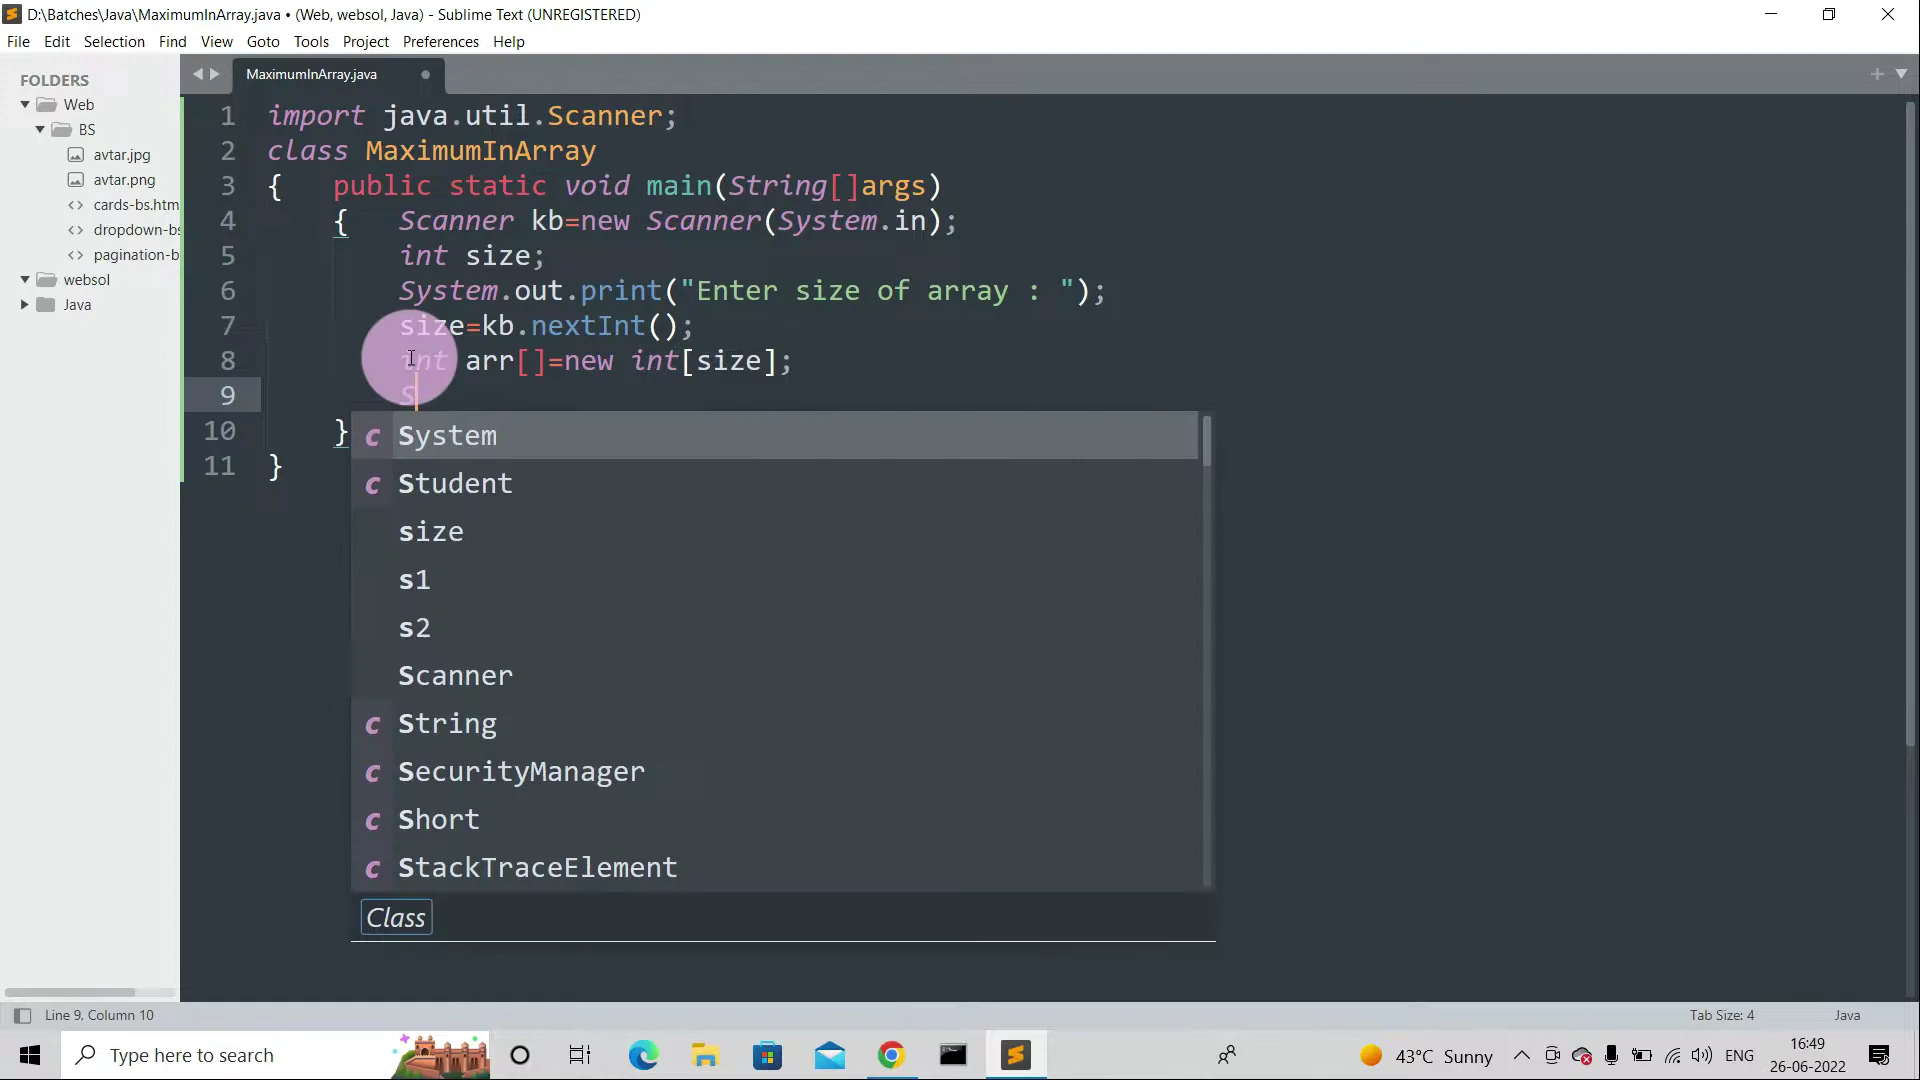 D:\Batches\Java\MaximumInArray.java • (Web, websol, Java) - Sublime Text (UNREGISTERED)
File Edit Selection Find View Goto Tools Project Preferences Help
FOLDERS
Web
BS
avtar.jpg
avtar.png
cards-bs.htm
dropdown-bs
pagination-b
websol
Java
MaximumInArray.java
1 import java.util.Scanner;
2 class MaximumInArray
3 { public static void main(String[]args)
4 { Scanner kb=new Scanner(System.in);
5 int size;
6 System.out.print("Enter size of array : ");
7 size=kb.nextInt();
8 int arr[]=new int[size];
9 S
10 }
11 }
c System
c Student
size
s1
s2
Scanner
c String
c SecurityManager
c Short
c StackTraceElement
Class
Line 9, Column 10
Tab Size: 4
Java
Type here to search
43°C Sunny
ENG
16:49
26-06-2022